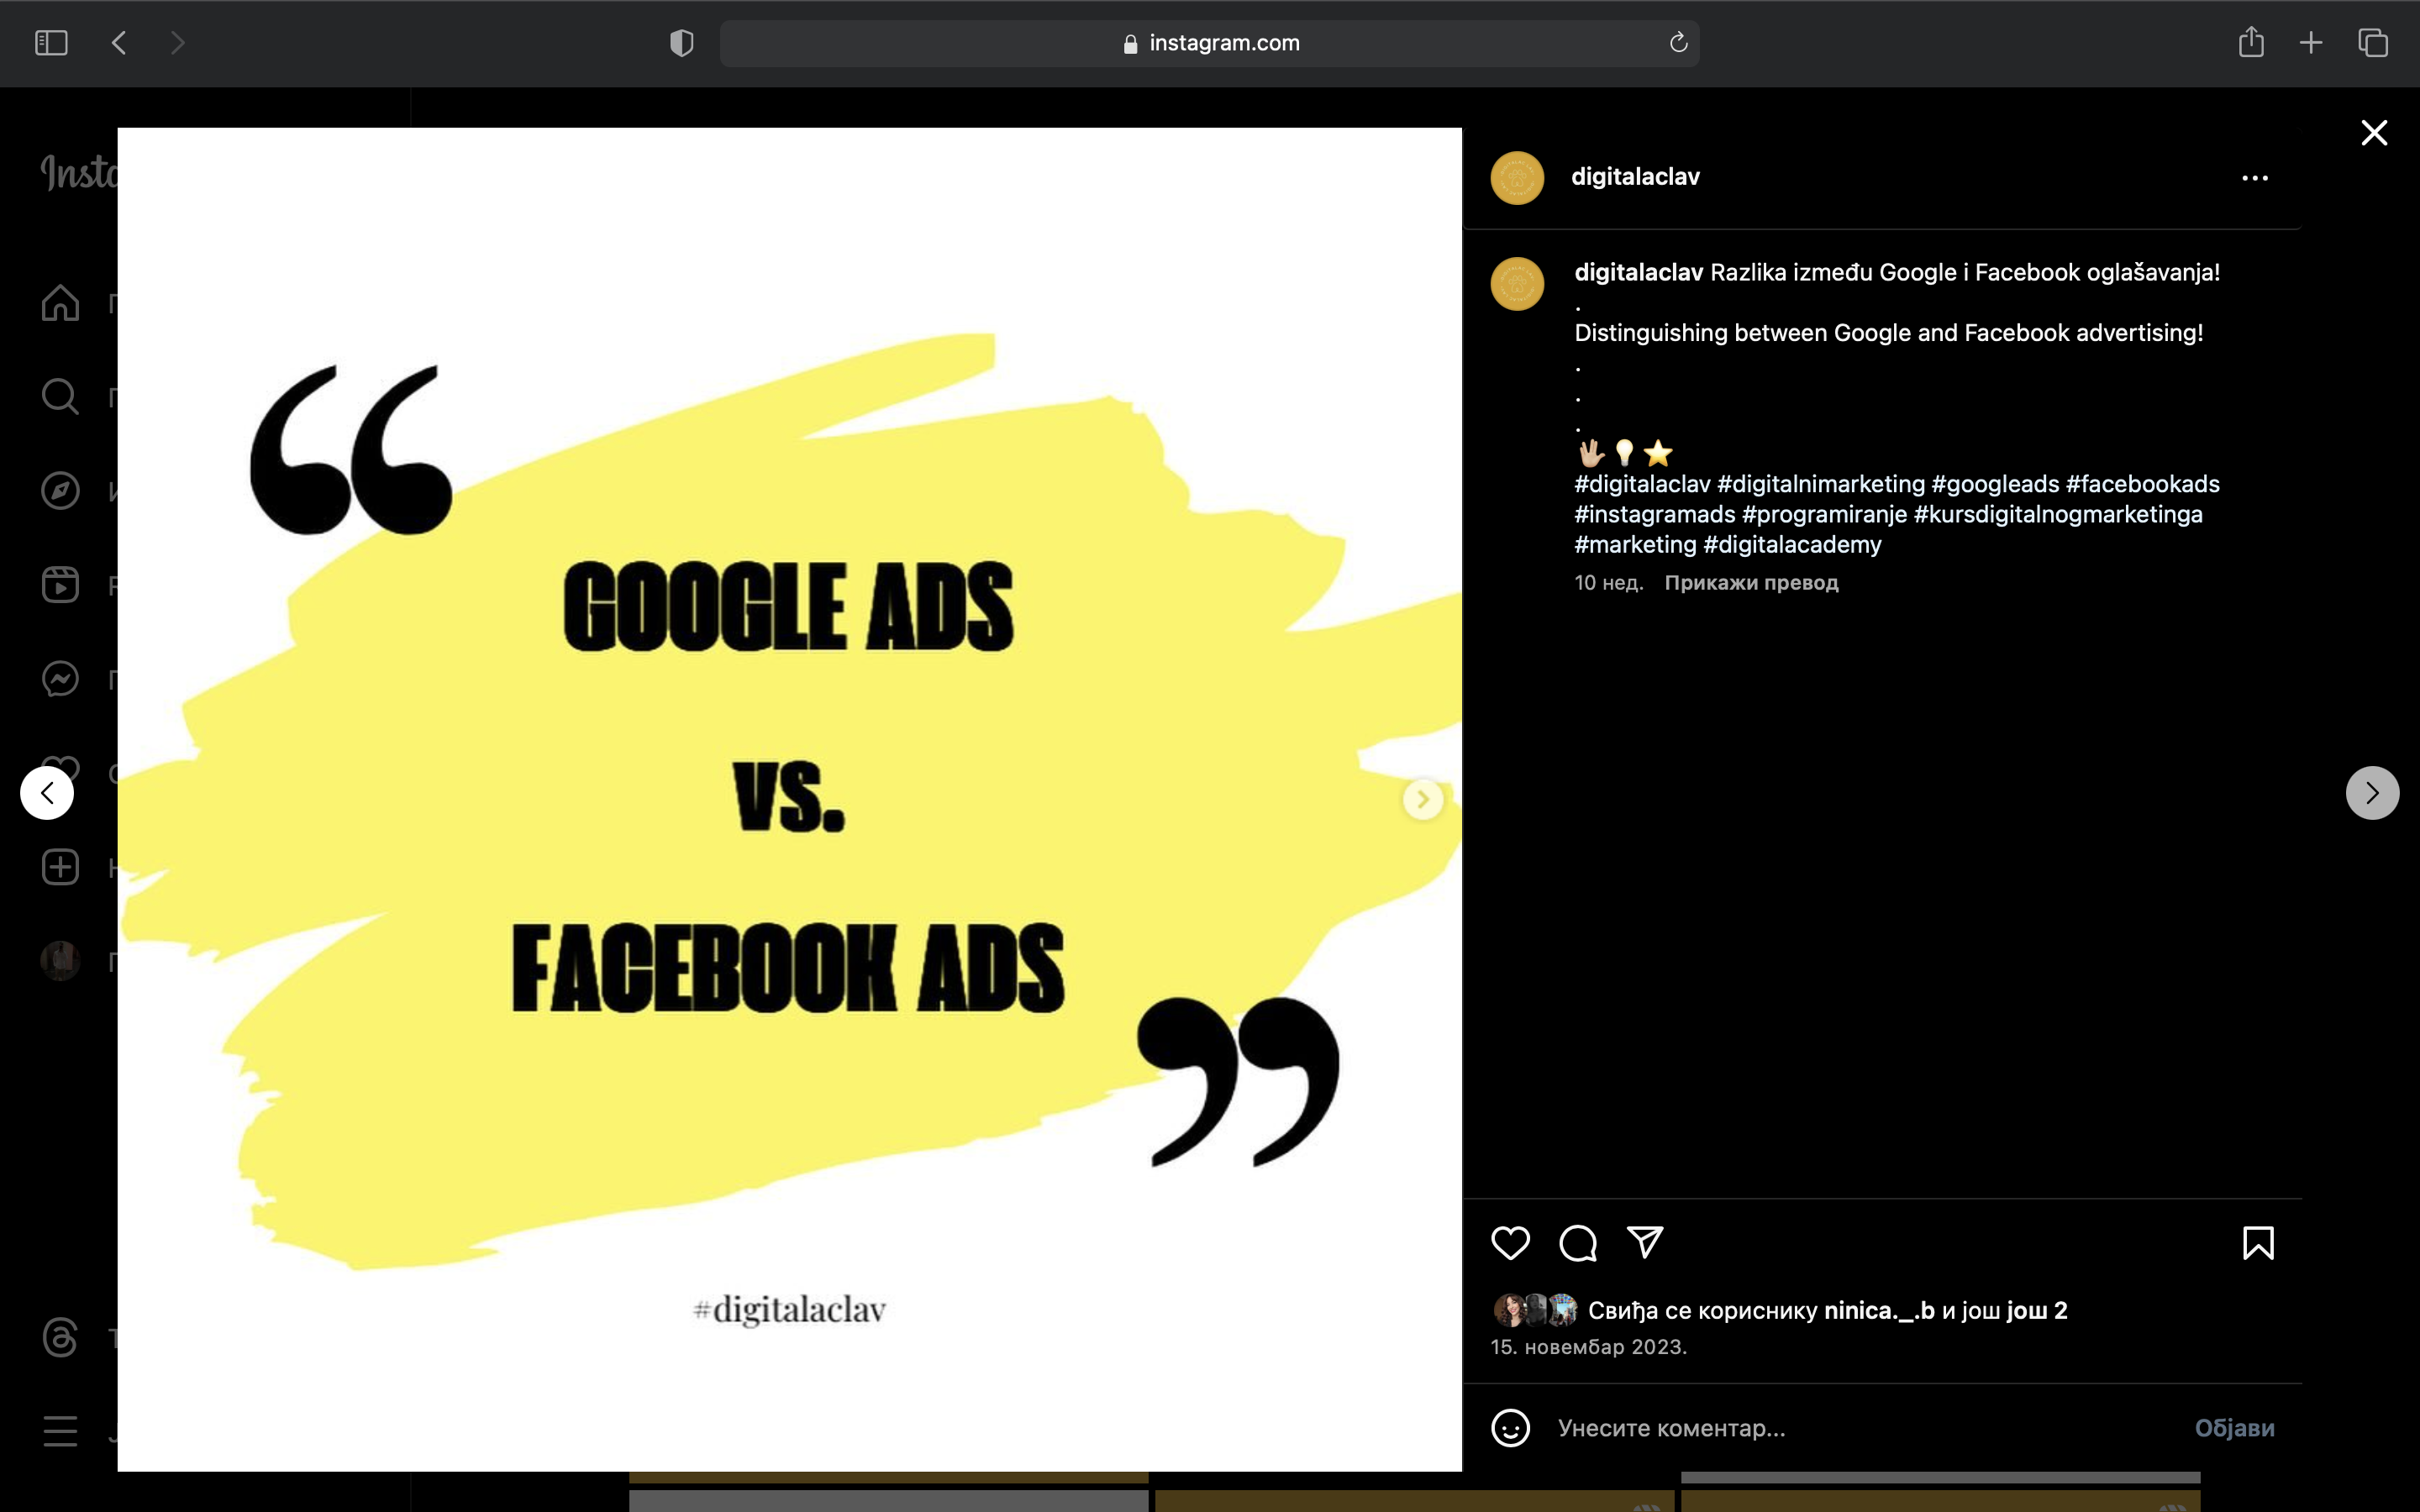 instagram.com
GOOGLE ADS
VS.
FACEBOOK ADS
#digitalaclav
digitalaclav
digitalaclav Razlika između Google i Facebook oglašavanja!
.
Distinguishing between Google and Facebook advertising!
.
.
.
#digitalaclav #digitalnimarketing #googleads #facebookads
#instagramads #programiranje #kursdigitalnogmarketinga
#marketing #digitalacademy
10 нед. Прикажи превод
Свиђа се кориснику ninica._.b и још још 2
15. новембар 2023.
Унесите коментар...
Објави